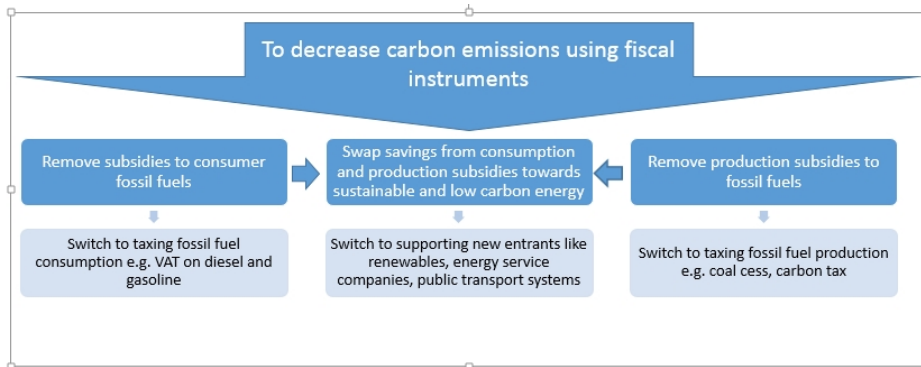 To decrease carbon emissions using fiscal
instruments
Remove subsidies to consumer
fossil fuels
Swap savings from consumption
and production subsidies towards
sustainable and low carbon energy
Remove production subsidies to
fossil fuels
Switch to taxing fossil fuel
consumption e.g. VAT on diesel and
gasoline
Switch to supporting new entrants like
renewables, energy service
companies, public transport systems
Switch to taxing fossil fuel production
e.g. coal cess, carbon tax